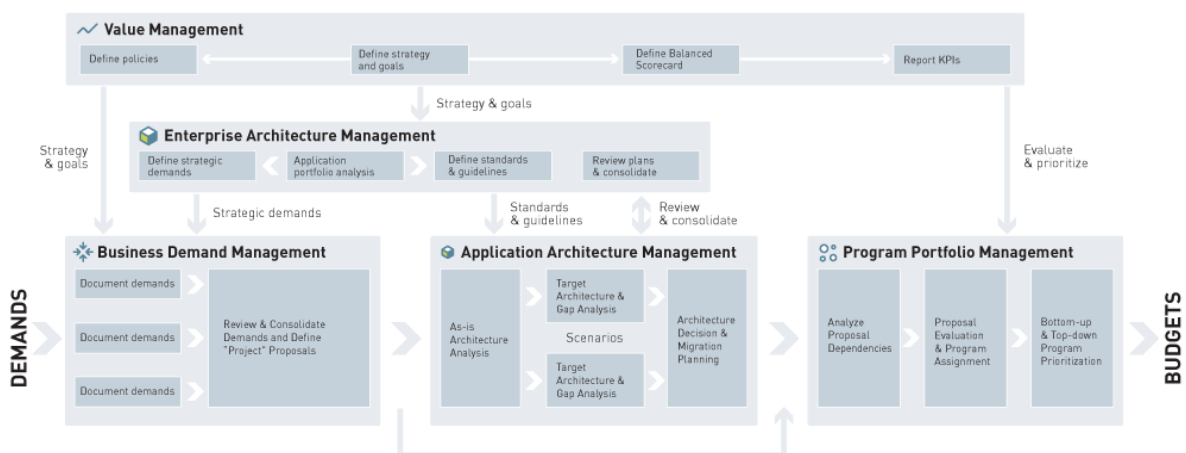 Value Management
Define policies
Define strategy
and goals
Define Balanced
Scorecard
Report KPIs
Strategy & goals
Strategy
& goals
Evaluate
& prioritize
Enterprise Architecture Management
Define strategic
demands
Application
portfolio analysis
Define standards
& guidelines
Review plans
& consolidate
Strategic demands
Standards
& guidelines
Review
& consolidate
DEMANDS
Business Demand Management
Document demands
Document demands
Document demands
Review & Consolidate
Demands and Define
"Project" Proposals
Application Architecture Management
As-is
Architecture
Analysis
Target
Architecture &
Gap Analysis
Scenarios
Target
Architecture &
Gap Analysis
Architecture
Decision &
Migration
Planning
Program Portfolio Management
Analyze
Proposal
Dependencies
Proposal
Evaluation
& Program
Assignment
Bottom-up
& Top-down
Program
Prioritization
BUDGETS